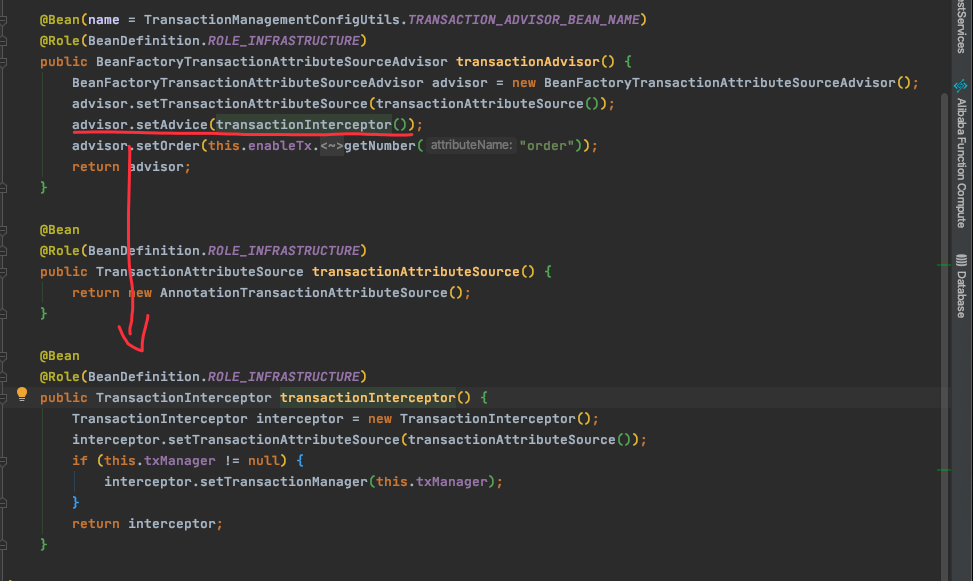 @Bean(name = TransactionManagementConfigUtils.TRANSACTION_ADVISOR_BEAN_NAME)
@Role(BeanDefinition.ROLE_INFRASTRUCTURE)
public BeanFactoryTransactionAttributeSourceAdvisor transactionAdvisor() {
BeanFactoryTransactionAttributeSourceAdvisor advisor = new BeanFactoryTransactionAttributeSourceAdvisor();
advisor.setTransactionAttributeSource(transactionAttributeSource());
advisor.setAdvice(transactionInterceptor());
advisor.setOrder(this.enableTx.<~>getNumber( attributeName: "order"));
return advisor;
}
@Bean
@Role(BeanDefinition.ROLE_INFRASTRUCTURE)
public TransactionAttributeSource transactionAttributeSource() {
return new AnnotationTransactionAttributeSource();
}
@Bean
@Role(BeanDefinition.ROLE_INFRASTRUCTURE)
public TransactionInterceptor transactionInterceptor() {
TransactionInterceptor interceptor = new TransactionInterceptor();
interceptor.setTransactionAttributeSource(transactionAttributeSource());
if (this.txManager != null) {
interceptor.setTransactionManager(this.txManager);
}
return interceptor;
}
estServices
Alibaba Function Compute
Database